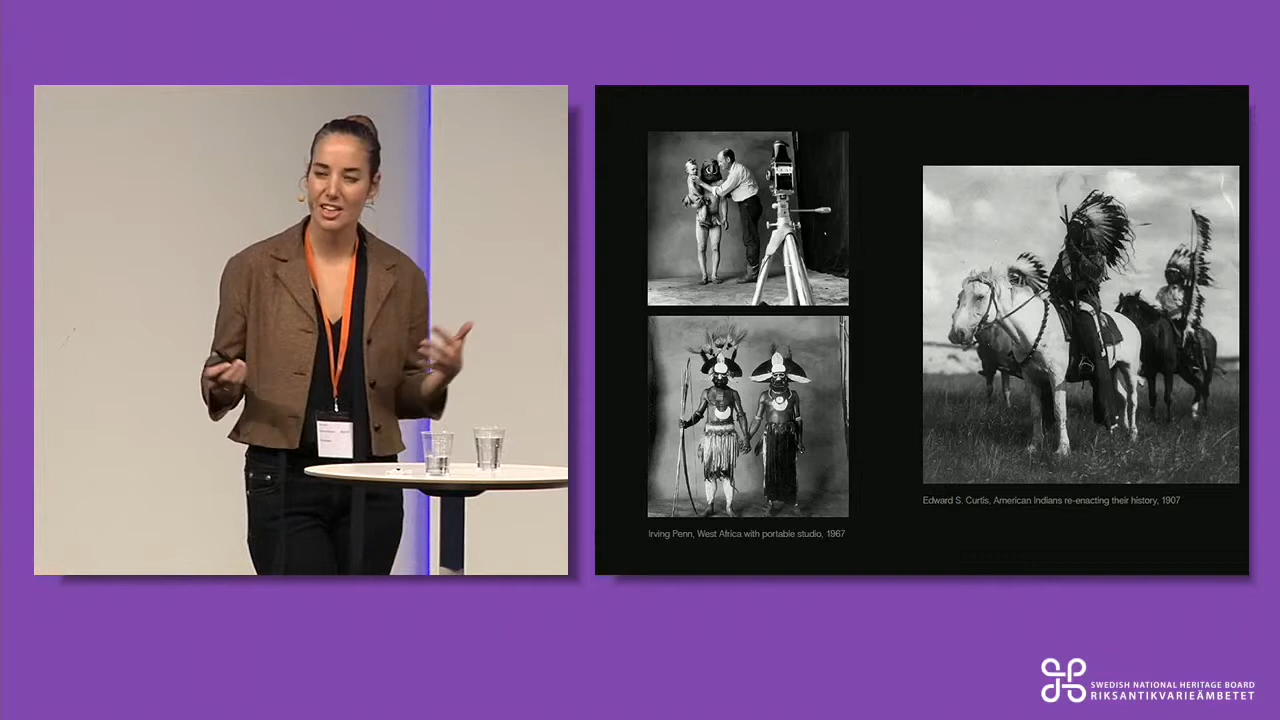 Irving Penn, West Africa with portable studio, 1967
Edward S. Curtis, American Indians re-enacting their history, 1907
SWEDISH NATIONAL HERITAGE BOARD
RIKSANTIKVARIEÄMBETET